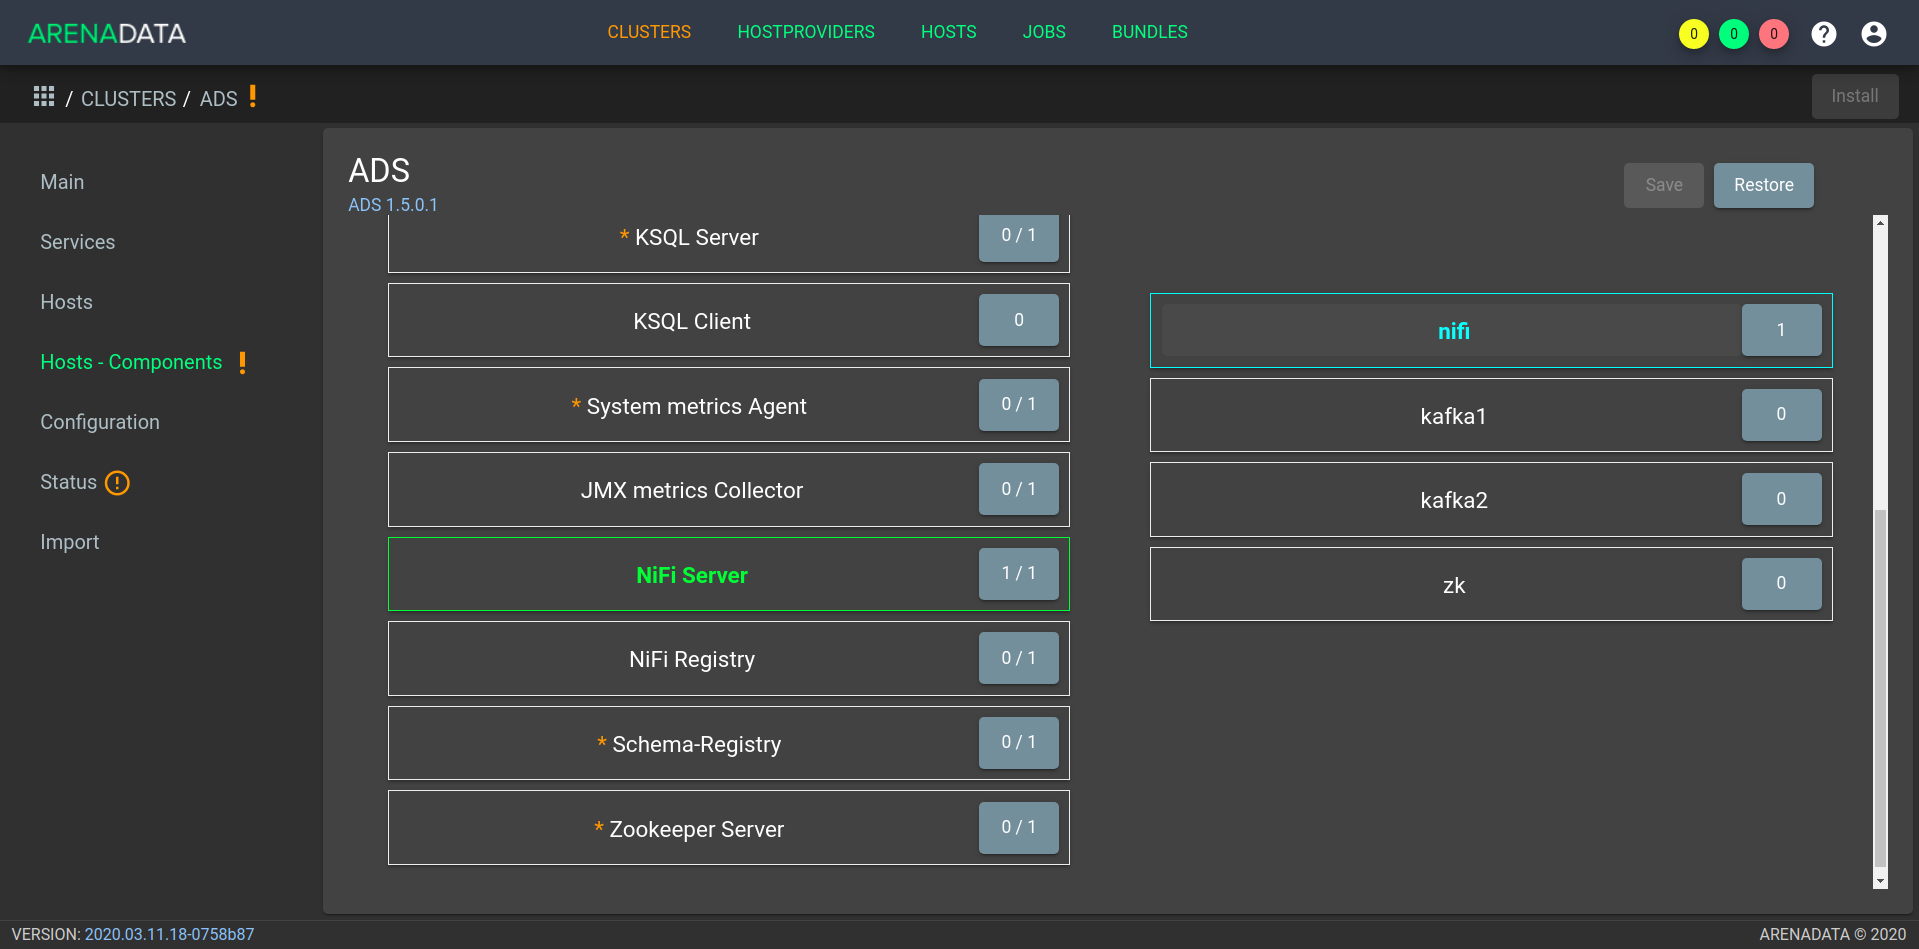 ARENADATA
CLUSTERS HOSTPROVIDERS HOSTS JOBS BUNDLES
0 0 0 ?
/ CLUSTERS / ADS !
Install
Main
Services
Hosts
Hosts - Components !
Configuration
Status !
Import
ADS
ADS 1.5.0.1
Save Restore
* KSQL Server 0 / 1
KSQL Client 0
* System metrics Agent 0 / 1
JMX metrics Collector 0 / 1
NiFi Server 1 / 1
NiFi Registry 0 / 1
* Schema-Registry 0 / 1
* Zookeeper Server 0 / 1
nifi 1
kafka1 0
kafka2 0
zk 0
VERSION: 2020.03.11.18-0758b87
ARENADATA © 2020